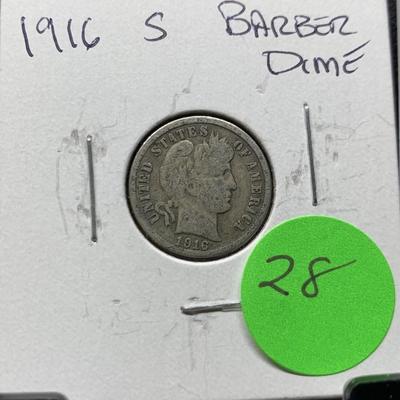 1916 S BARBER
DIME
UNITED STATES OF AMERICA
1916
28